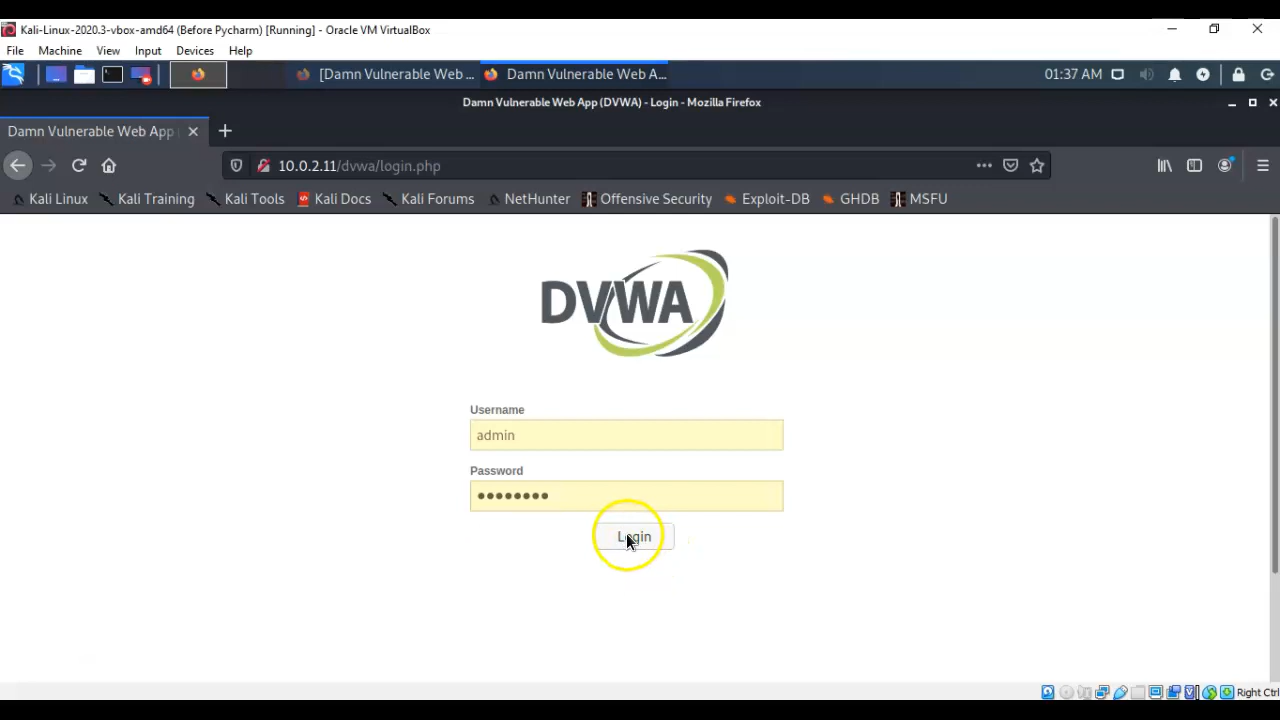 Kali-Linux-2020.3-vbox-amd64 (Before Pycharm) [Running] - Oracle VM VirtualBox
File Machine View Input Devices Help
[Damn Vulnerable Web ... Damn Vulnerable Web A... 01:37 AM
Damn Vulnerable Web App (DVWA) - Login - Mozilla Firefox
Damn Vulnerable Web App
10.0.2.11/dvwa/login.php
Kali Linux Kali Training Kali Tools Kali Docs Kali Forums NetHunter Offensive Security Exploit-DB GHDB MSFU
DVWA
Username
admin
Password
Login
Right Ctrl